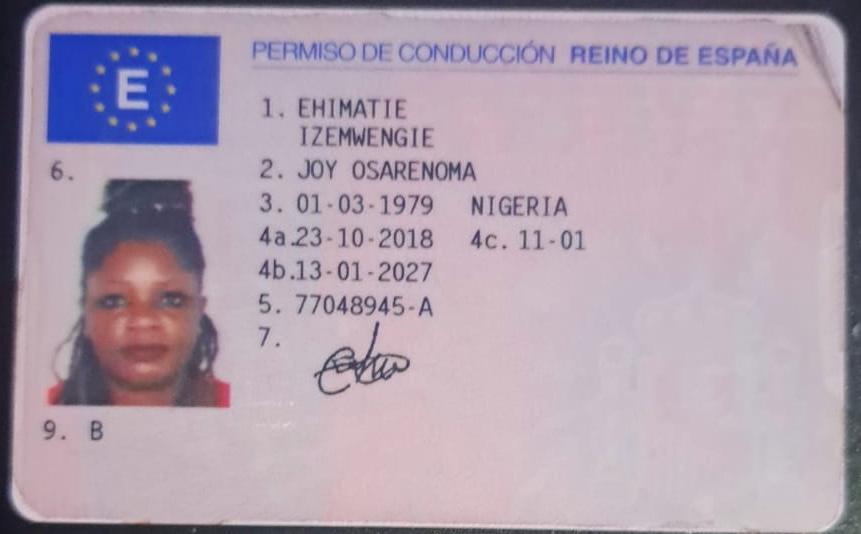 E
PERMISO DE CONDUCCIÓN REINO DE ESPAÑA
1. EHIMATIE
IZEMWENGIE
2. JOY OSARENOMA
3. 01-03-1979 NIGERIA
4a.23-10-2018 4c. 11-01
4b.13-01-2027
5. 77048945-A
6.
7.
9. B